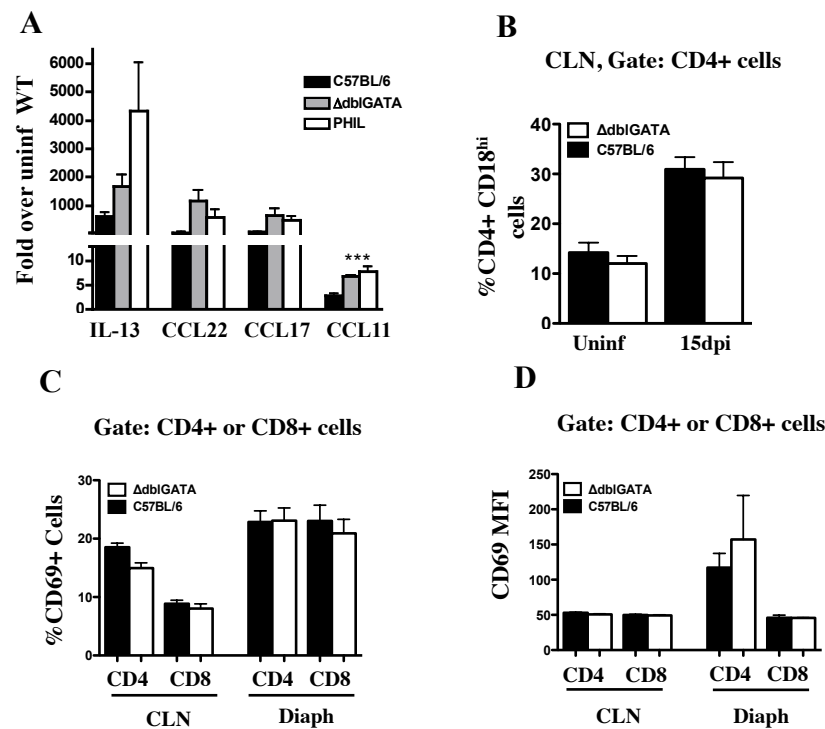 A
Fold over uninf WT
6000
5000
4000
3000
2000
1000
10
5
0
C57BL/6
ΔdblGATA
PHIL
***
IL-13 CCL22 CCL17 CCL11
B
CLN, Gate: CD4+ cells
%CD4+ CD18hi
cells
40
30
20
10
0
ΔdblGATA
C57BL/6
Uninf 15dpi
C
Gate: CD4+ or CD8+ cells
%CD69+ Cells
30
20
10
0
ΔdblGATA
C57BL/6
CD4 CD8 CD4 CD8
CLN Diaph
D
Gate: CD4+ or CD8+ cells
CD69 MFI
250
200
150
100
50
0
ΔdblGATA
C57BL/6
CD4 CD8 CD4 CD8
CLN Diaph